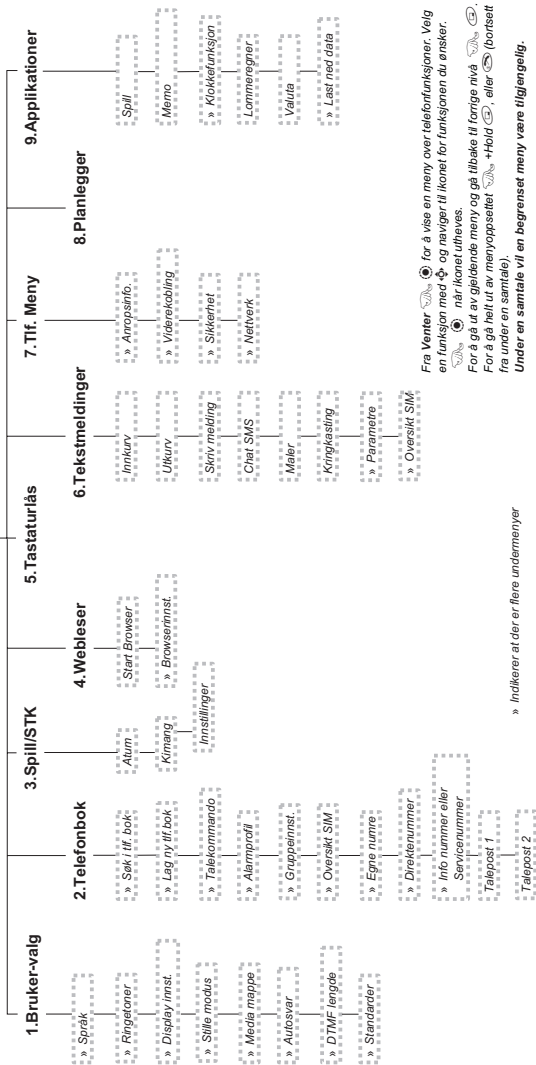 1.Bruker-valg
» Språk
» Ringetoner
» Display innst.
» Stille modus
» Media mappe
» Autosvar
» DTMF lengde
» Standarder
2.Telefonbok
» Søk i tlf. bok
» Lag ny tlf.bok
» Talekommando
» Alarmprofil
» Gruppeinnst.
» Oversikt SIM
» Egne numre
» Direktenummer
» Info nummer eller
Servicenummer
Talepost 1
Talepost 2
3.Spill/STK
Atum
Kimang
Innstillinger
4.Webleser
Start Browser
» Browserinnst.
5.Tastaturlås
6.Tekstmeldinger
Innkurv
Utkurv
Skriv melding
Chat SMS
Maler
Kringkasting
» Parametre
» Oversikt SIM
7.Tlf. Meny
» Anropsinfo.
» Viderekobling
» Sikkerhet
» Nettverk
8.Planlegger
9.Applikationer
Spill
Memo
» Klokkefunksjon
Lommeregner
Valuta
» Last ned data
» Indikerer at der er flere undermenyer
Fra Venter for å vise en meny over telefonfunksjoner. Velg
en funksjon med og naviger til ikonet for funksjonen du ønsker.
når ikonet utheves.
For å gå ut av gjeldende meny og gå tilbake til forrige nivå .
For å gå helt ut av menyoppsettet +Hold , eller (bortsett
fra under en samtale).
Under en samtale vil en begrenset meny være tilgjengelig.